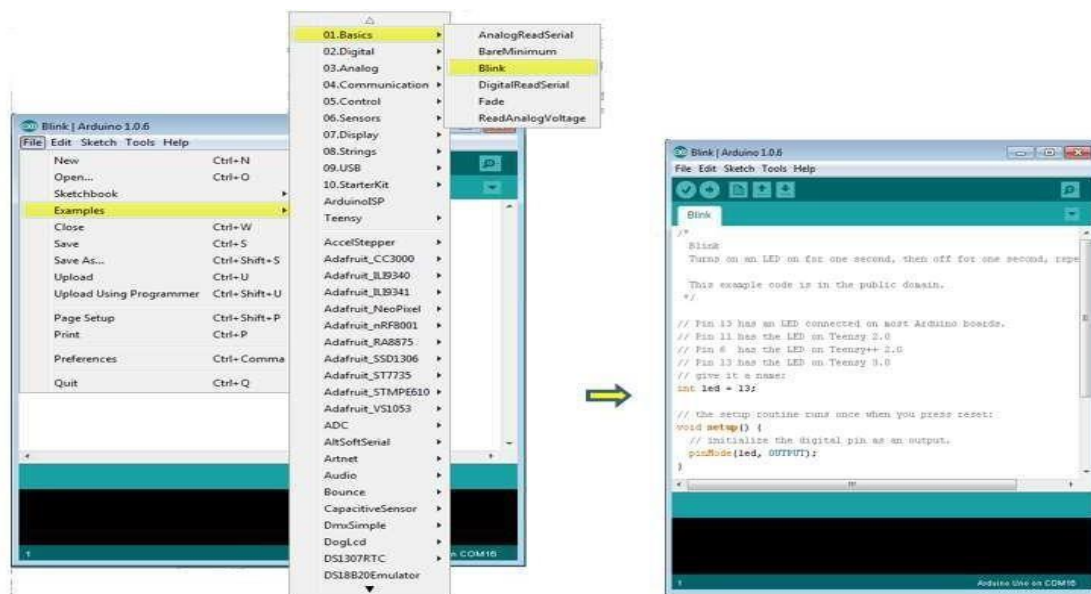 Blink | Arduino 1.0.6
File Edit Sketch Tools Help
New Ctrl+N
Open... Ctrl+O
Sketchbook
Examples
Close Ctrl+W
Save Ctrl+S
Save As... Ctrl+Shift+S
Upload Ctrl+U
Upload Using Programmer Ctrl+Shift+U
Page Setup Ctrl+Shift+P
Print Ctrl+P
Preferences Ctrl+Comma
Quit Ctrl+Q
1
on COM16
01.Basics
02.Digital
03.Analog
04.Communication
05.Control
06.Sensors
07.Display
08.Strings
09.USB
10.StarterKit
ArduinoISP
Teensy
AccelStepper
Adafruit_CC3000
Adafruit_ILI9340
Adafruit_ILI9341
Adafruit_NeoPixel
Adafruit_nRF8001
Adafruit_RA8875
Adafruit_SSD1306
Adafruit_ST7735
Adafruit_STMPE610
Adafruit_VS1053
ADC
AltSoftSerial
Artnet
Audio
Bounce
CapacitiveSensor
DmxSimple
DogLcd
DS1307RTC
DS18B20Emulator
AnalogReadSerial
BareMinimum
Blink
DigitalReadSerial
Fade
ReadAnalogVoltage
Blink | Arduino 1.0.6
File Edit Sketch Tools Help
Blink
/*
Blink
Turns on an LED on for one second, then off for one second, repe
This example code is in the public domain.
*/
// Pin 13 has an LED connected on most Arduino boards.
// Pin 11 has the LED on Teensy 2.0
// Pin 6 has the LED on Teensy++ 2.0
// Pin 13 has the LED on Teensy 3.0
// give it a name:
int led = 13;
// the setup routine runs once when you press reset:
void setup() {
// initialize the digital pin as an output.
pinMode(led, OUTPUT);
}
1
Arduino Uno on COM16